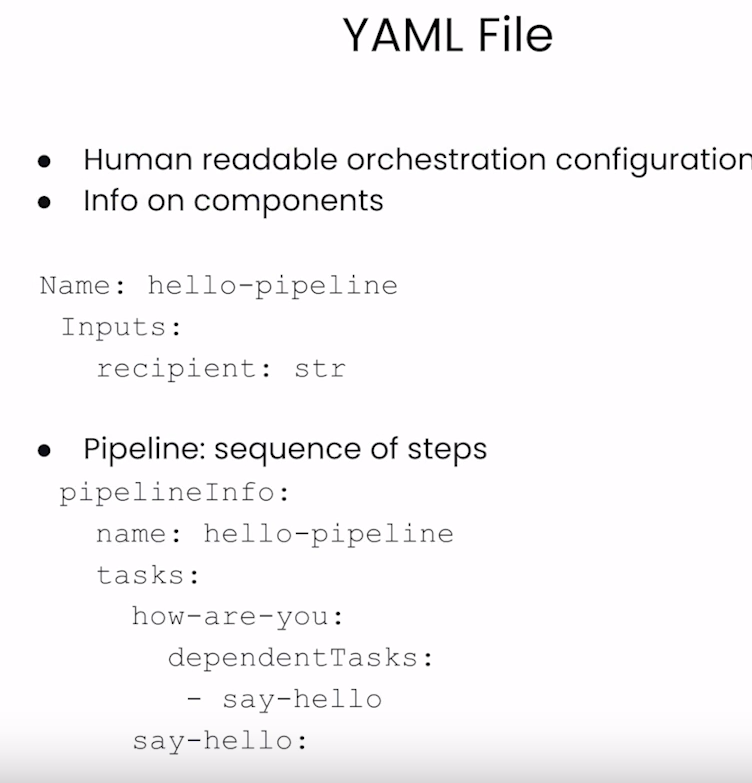 YAML File
● Human readable orchestration configuration
● Info on components
Name: hello-pipeline
Inputs:
recipient: str
● Pipeline: sequence of steps
pipelineInfo:
name: hello-pipeline
tasks:
how-are-you:
dependentTasks:
- say-hello
say-hello: